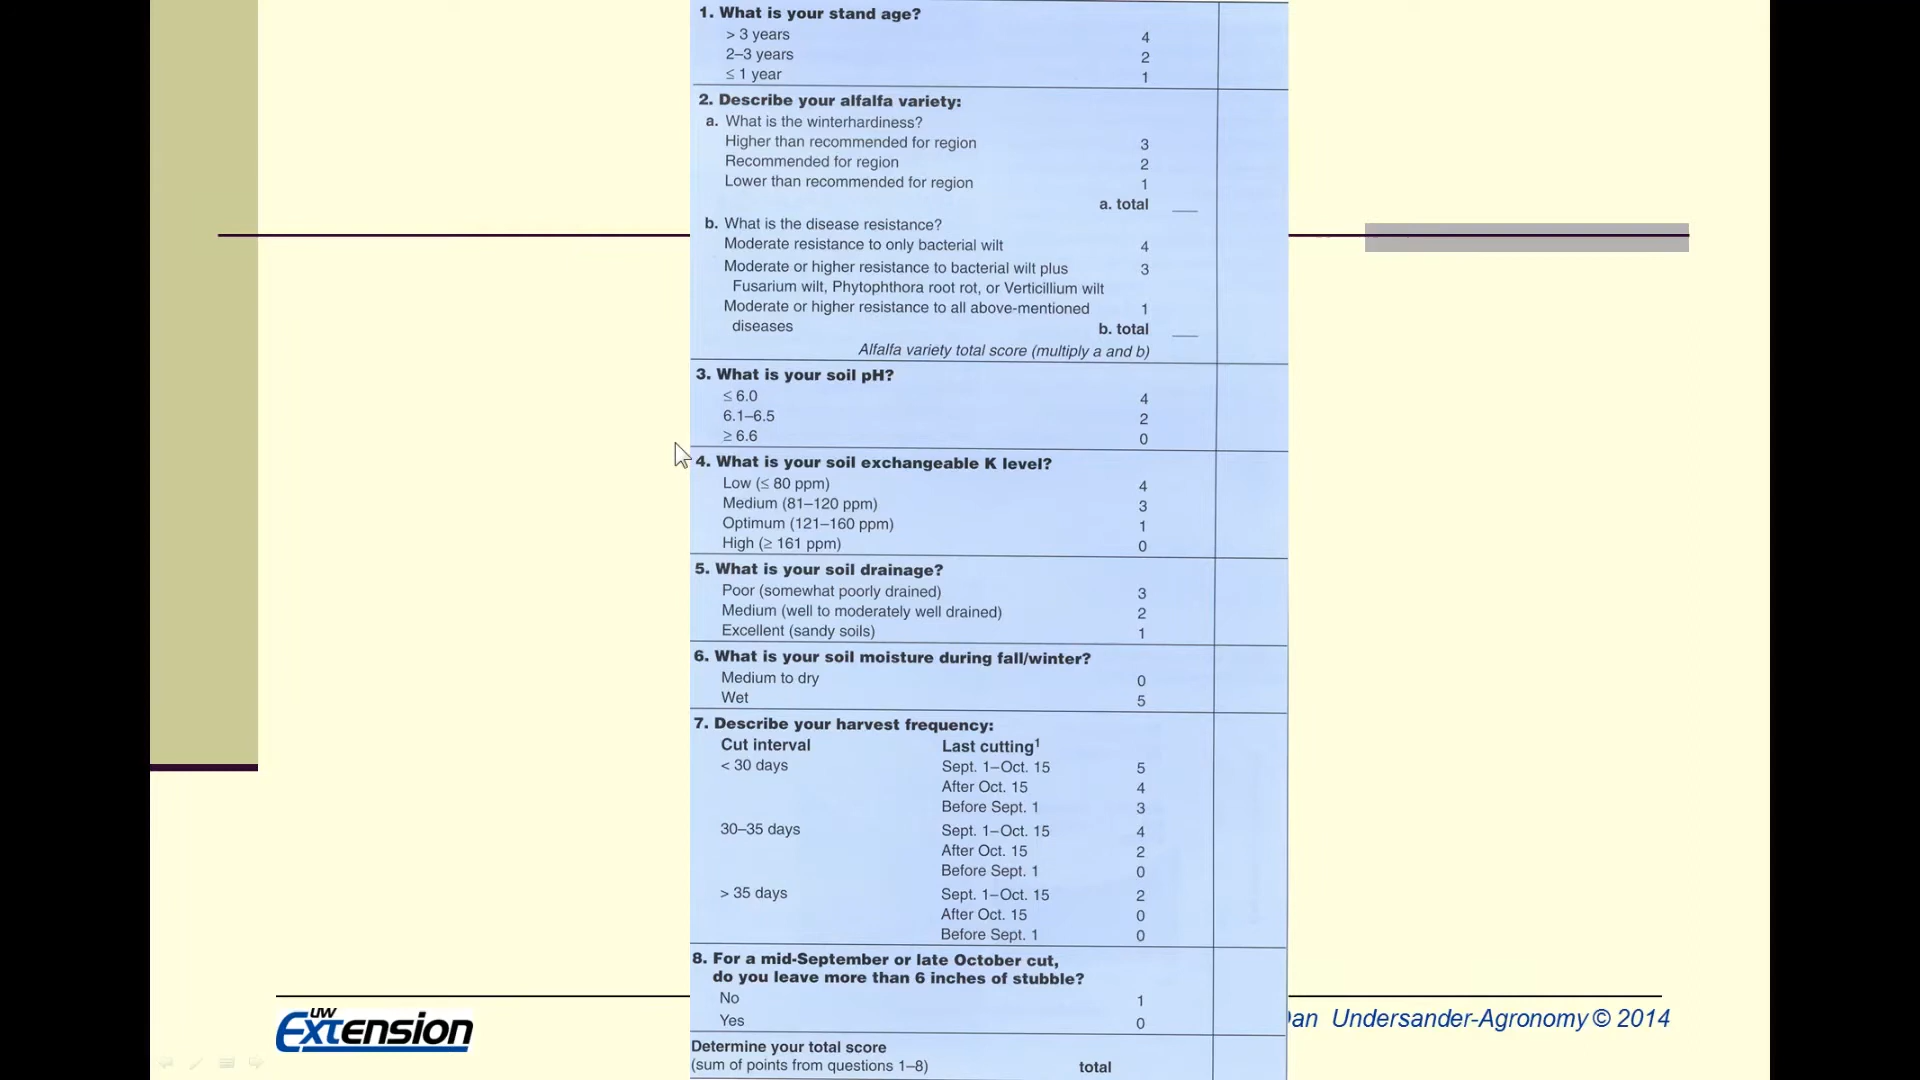 1. What is your stand age?
> 3 years 4
2–3 years 2
≤ 1 year 1
2. Describe your alfalfa variety:
a. What is the winterhardiness?
Higher than recommended for region 3
Recommended for region 2
Lower than recommended for region 1
a. total ___
b. What is the disease resistance?
Moderate resistance to only bacterial wilt 4
Moderate or higher resistance to bacterial wilt plus 3
Fusarium wilt, Phytophthora root rot, or Verticillium wilt
Moderate or higher resistance to all above-mentioned 1
diseases b. total ___
Alfalfa variety total score (multiply a and b)
3. What is your soil pH?
≤ 6.0 4
6.1–6.5 2
≥ 6.6 0
4. What is your soil exchangeable K level?
Low (≤ 80 ppm) 4
Medium (81–120 ppm) 3
Optimum (121–160 ppm) 1
High (≥ 161 ppm) 0
5. What is your soil drainage?
Poor (somewhat poorly drained) 3
Medium (well to moderately well drained) 2
Excellent (sandy soils) 1
6. What is your soil moisture during fall/winter?
Medium to dry 0
Wet 5
7. Describe your harvest frequency:
Cut interval Last cutting¹
< 30 days Sept. 1–Oct. 15 5
After Oct. 15 4
Before Sept. 1 3
30–35 days Sept. 1–Oct. 15 4
After Oct. 15 2
Before Sept. 1 0
> 35 days Sept. 1–Oct. 15 2
After Oct. 15 0
Before Sept. 1 0
8. For a mid-September or late October cut,
do you leave more than 6 inches of stubble?
No 1
Yes 0
Determine your total score
(sum of points from questions 1–8) total
UW
Extension
Undersander-Agronomy © 2014